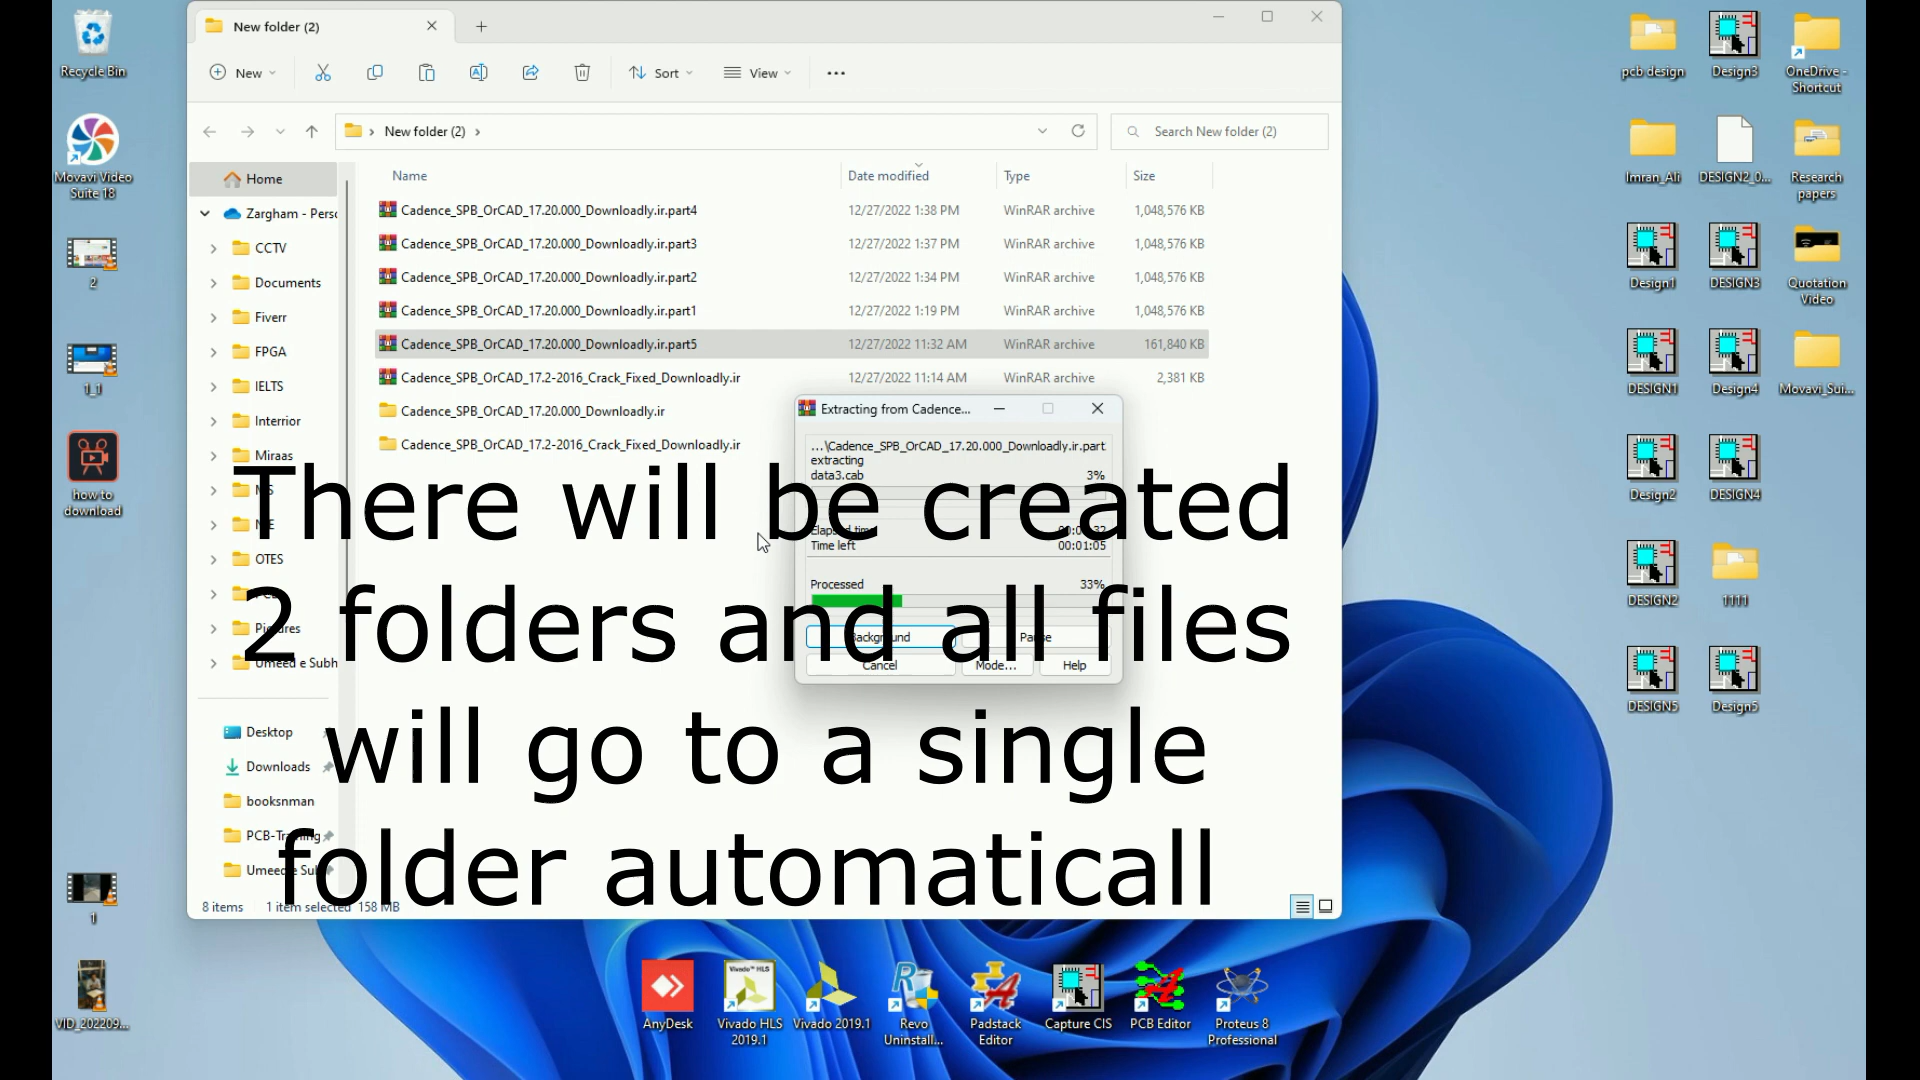 New folder (2)
New
Sort
View
New folder (2)
Search New folder (2)
Name
Date modified
Type
Size
Cadence_SPB_OrCAD_17.20.000_Downloadly.ir.part4 12/27/2022 1:38 PM WinRAR archive 1,048,576 KB
Cadence_SPB_OrCAD_17.20.000_Downloadly.ir.part3 12/27/2022 1:37 PM WinRAR archive 1,048,576 KB
Cadence_SPB_OrCAD_17.20.000_Downloadly.ir.part2 12/27/2022 1:34 PM WinRAR archive 1,048,576 KB
Cadence_SPB_OrCAD_17.20.000_Downloadly.ir.part1 12/27/2022 1:19 PM WinRAR archive 1,048,576 KB
Cadence_SPB_OrCAD_17.20.000_Downloadly.ir.part5 12/27/2022 11:32 AM WinRAR archive 161,840 KB
Cadence_SPB_OrCAD_17.2-2016_Crack_Fixed_Downloadly.ir 12/27/2022 11:14 AM WinRAR archive 2,381 KB
Cadence_SPB_OrCAD_17.20.000_Downloadly.ir
Cadence_SPB_OrCAD_17.2-2016_Crack_Fixed_Downloadly.ir
Home
Zargham - Perso
CCTV
Documents
Fiverr
FPGA
IELTS
Interrior
Miraas
OTES
Pictures
Umeed e Subh
Desktop
Downloads
booksnman
PCB-Training
Umeed e Sub
8 items
1 item selected 158 MB
Extracting from Cadence...
...\Cadence_SPB_OrCAD_17.20.000_Downloadly.ir.part
extracting
data3.cab 3%
Elapsed time
Time left 00:01:05
Processed 33%
Background
Pause
Cancel
Mode...
Help
There will be created
2 folders and all files
will go to a single
folder automaticall
Recycle Bin
Movavi Video
Suite 18
2
1_1
how to
download
1
VID_202209...
pcb design
Design3
OneDrive -
Shortcut
Imran_Ali
DESIGN2_0...
Research
papers
Design1
DESIGN3
Quotation
Video
DESIGN1
Design4
Movavi_Sui...
Design2
DESIGN4
DESIGN2
1111
DESIGN5
Design5
AnyDesk
Vivado HLS
2019.1
Vivado 2019.1
Revo
Uninstall...
Padstack
Editor
Capture CIS
PCB Editor
Proteus 8
Professional